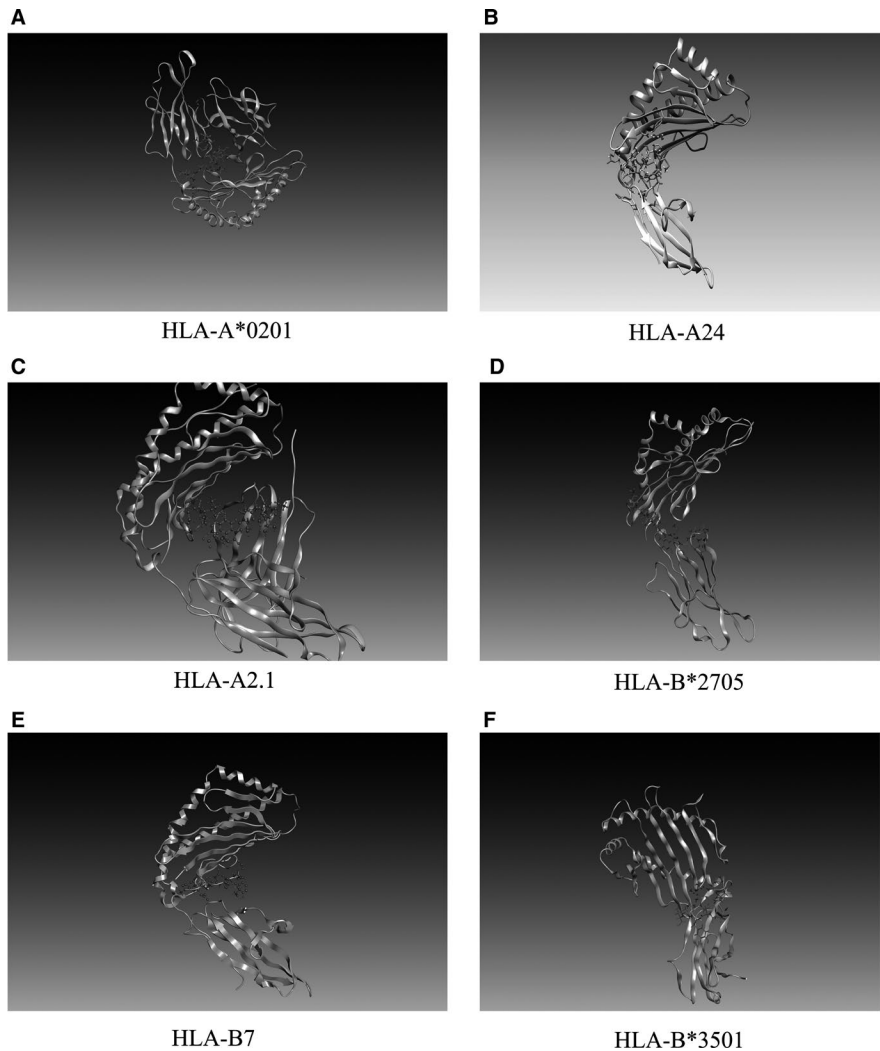 A
B
HLA-A*0201
HLA-A24
C
D
HLA-A2.1
HLA-B*2705
E
F
HLA-B7
HLA-B*3501